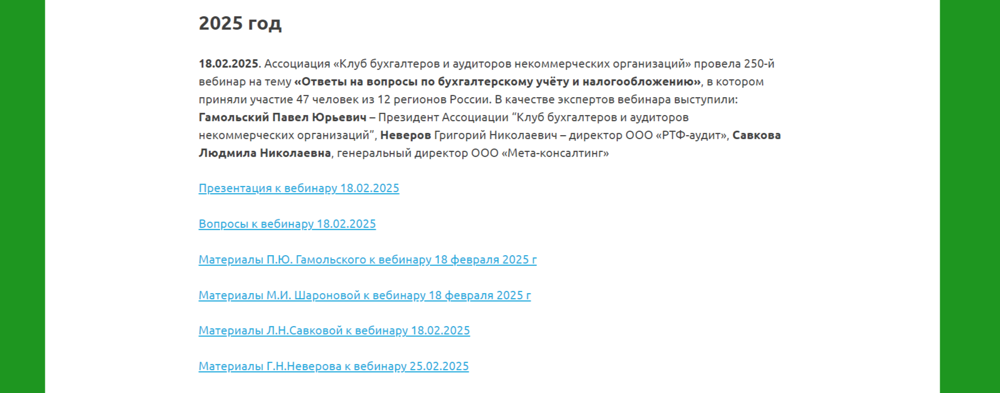 2025 год
18.02.2025. Ассоциация «Клуб бухгалтеров и аудиторов некоммерческих организаций» провела 250-й
вебинар на тему «Ответы на вопросы по бухгалтерскому учёту и налогообложению», в котором
приняли участие 47 человек из 12 регионов России. В качестве экспертов вебинара выступили:
Гамольский Павел Юрьевич – Президент Ассоциации “Клуб бухгалтеров и аудиторов
некоммерческих организаций”, Неверов Григорий Николаевич – директор ООО «РТФ-аудит», Савкова
Людмила Николаевна, генеральный директор ООО «Мета-консалтинг»
Презентация к вебинару 18.02.2025
Вопросы к вебинару 18.02.2025
Материалы П.Ю. Гамольского к вебинару 18 февраля 2025 г
Материалы М.И. Шароновой к вебинару 18 февраля 2025 г
Материалы Л.Н.Савковой к вебинару 18.02.2025
Материалы Г.Н.Неверова к вебинару 25.02.2025